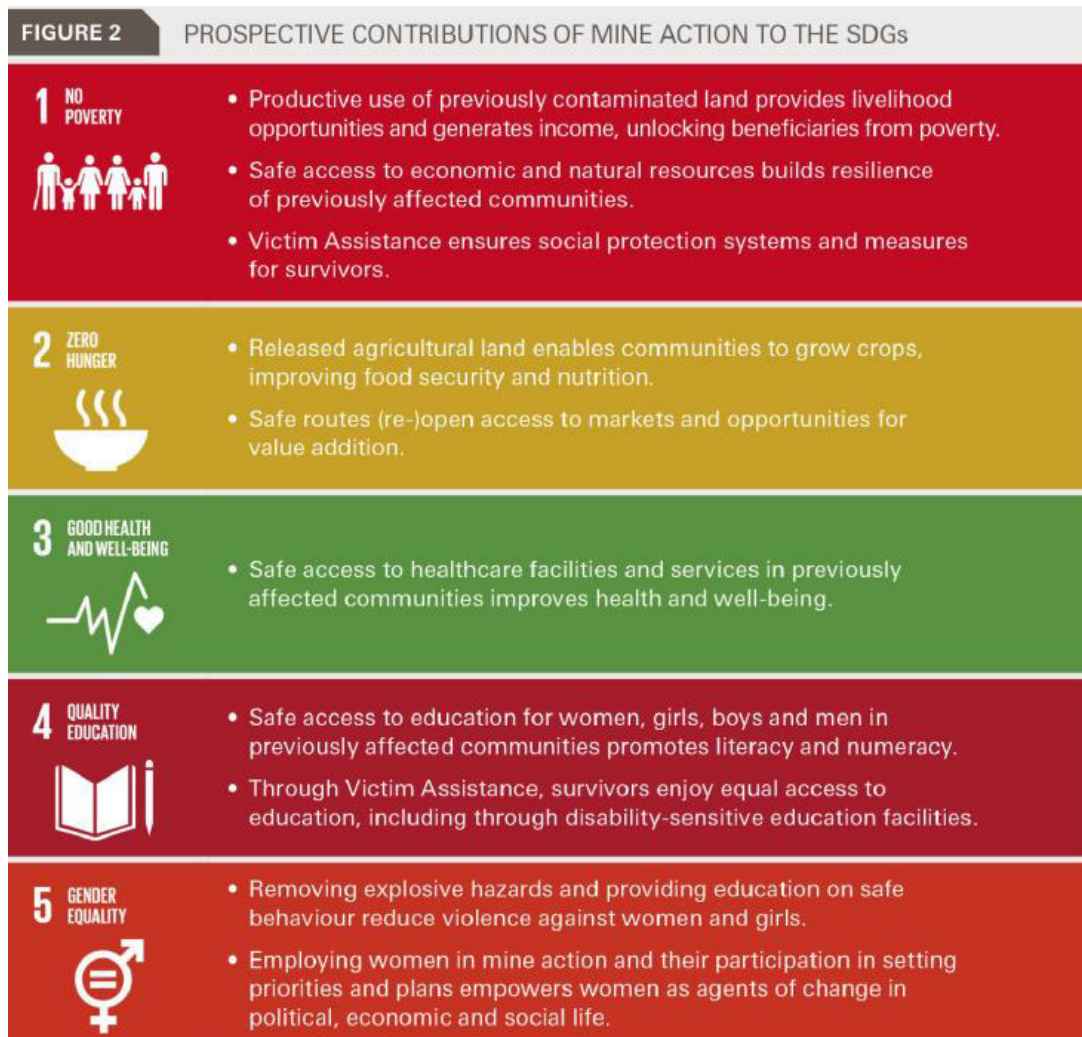 FIGURE 2
PROSPECTIVE CONTRIBUTIONS OF MINE ACTION TO THE SDGs
1 NO
POVERTY
• Productive use of previously contaminated land provides livelihood
opportunities and generates income, unlocking beneficiaries from poverty.
• Safe access to economic and natural resources builds resilience
of previously affected communities.
• Victim Assistance ensures social protection systems and measures
for survivors.
2 ZERO
HUNGER
• Released agricultural land enables communities to grow crops,
improving food security and nutrition.
• Safe routes (re-)open access to markets and opportunities for
value addition.
3 GOOD HEALTH
AND WELL-BEING
• Safe access to healthcare facilities and services in previously
affected communities improves health and well-being.
4 QUALITY
EDUCATION
• Safe access to education for women, girls, boys and men in
previously affected communities promotes literacy and numeracy.
• Through Victim Assistance, survivors enjoy equal access to
education, including through disability-sensitive education facilities.
5 GENDER
EQUALITY
• Removing explosive hazards and providing education on safe
behaviour reduce violence against women and girls.
• Employing women in mine action and their participation in setting
priorities and plans empowers women as agents of change in
political, economic and social life.